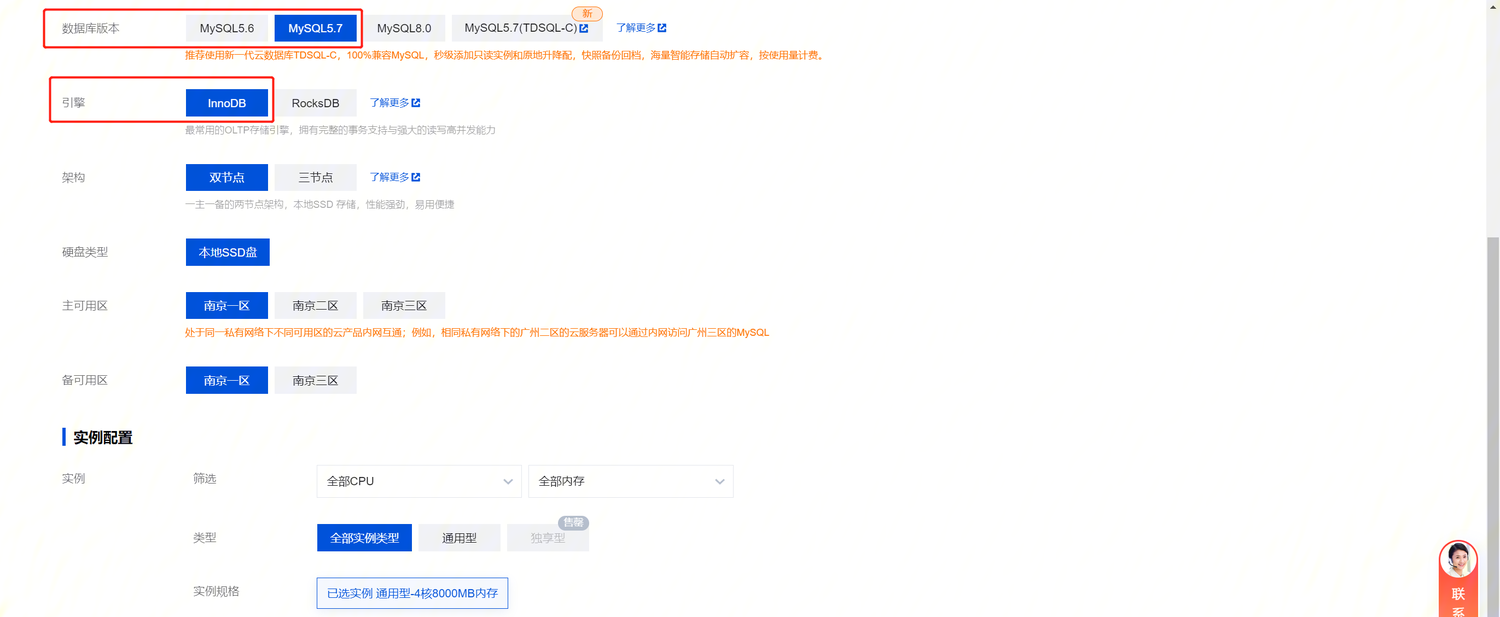 新
数据库版本 MySQL5.6 MySQL5.7 MySQL8.0 MySQL5.7(TDSQL-C) 了解更多
推荐使用新一代云数据库TDSQL-C，100%兼容MySQL，秒级添加只读实例和原地升降配，快照备份回档，海量智能存储自动扩容，按使用量计费。
引擎 InnoDB RocksDB 了解更多
最常用的OLTP存储引擎，拥有完整的事务支持与强大的读写高并发能力
架构 双节点 三节点 了解更多
一主一备的两节点架构，本地SSD 存储，性能强劲，易用便捷
硬盘类型 本地SSD盘
主可用区 南京一区 南京二区 南京三区
处于同一私有网络下不同可用区的云产品内网互通；例如，相同私有网络下的广州二区的云服务器可以通过内网访问广州三区的MySQL
备可用区 南京一区 南京三区
实例配置
实例 筛选 全部CPU 全部内存
售罄
类型 全部实例类型 通用型 独享型
实例规格 已选实例 通用型-4核8000MB内存
联
系